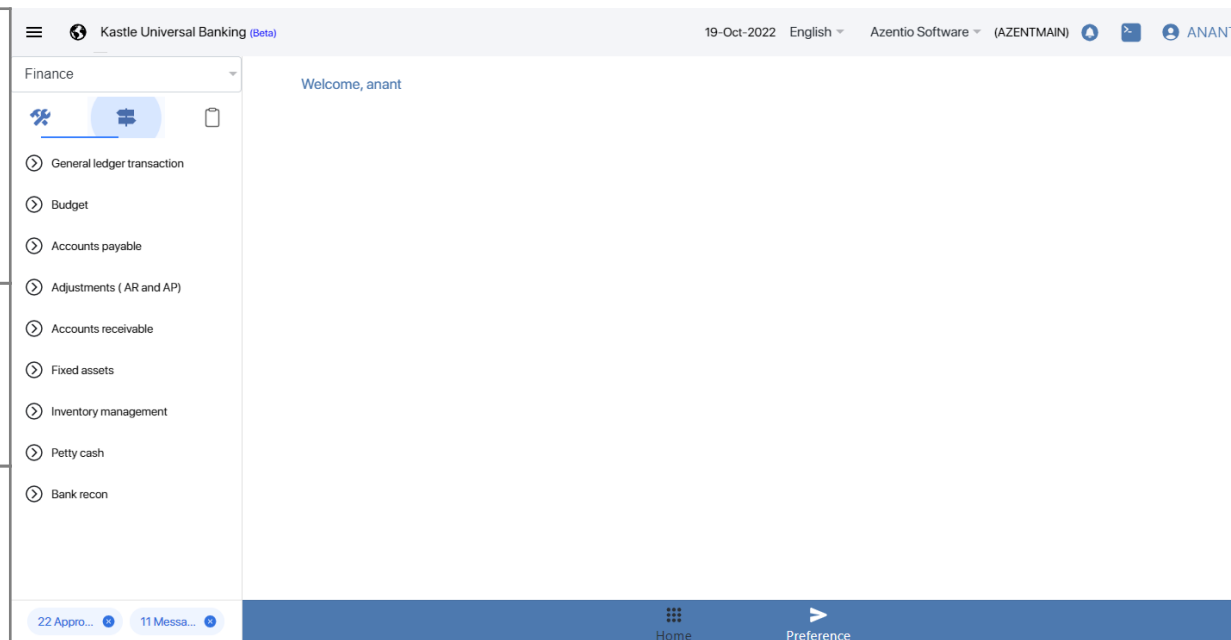 Kastle Universal Banking (Beta)
19-Oct-2022 English Azentio Software (AZENTMAIN) ANANT
Finance
Welcome, anant
General ledger transaction
Budget
Accounts payable
Adjustments ( AR and AP)
Accounts receivable
Fixed assets
Inventory management
Petty cash
Bank recon
22 Appro... 11 Messa...
Home Preference